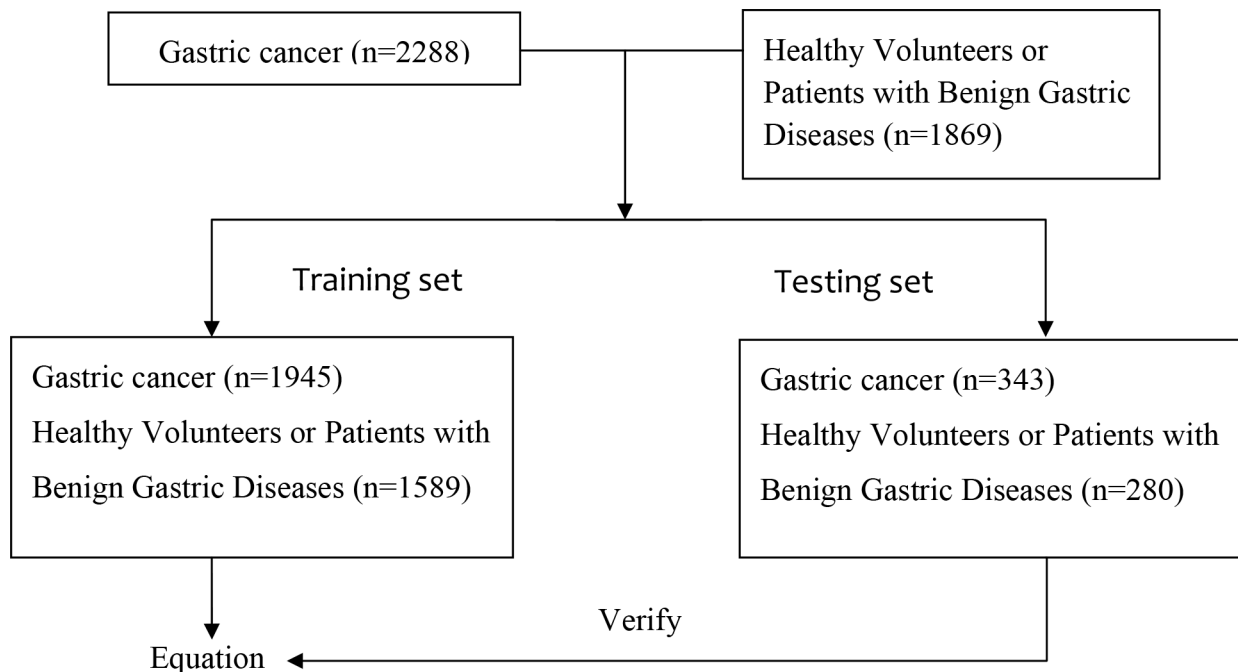 Gastric cancer (n=2288)
Healthy Volunteers or
Patients with Benign Gastric
Diseases (n=1869)
Training set
Testing set
Gastric cancer (n=1945)
Healthy Volunteers or Patients with
Benign Gastric Diseases (n=1589)
Gastric cancer (n=343)
Healthy Volunteers or Patients with
Benign Gastric Diseases (n=280)
Verify
Equation